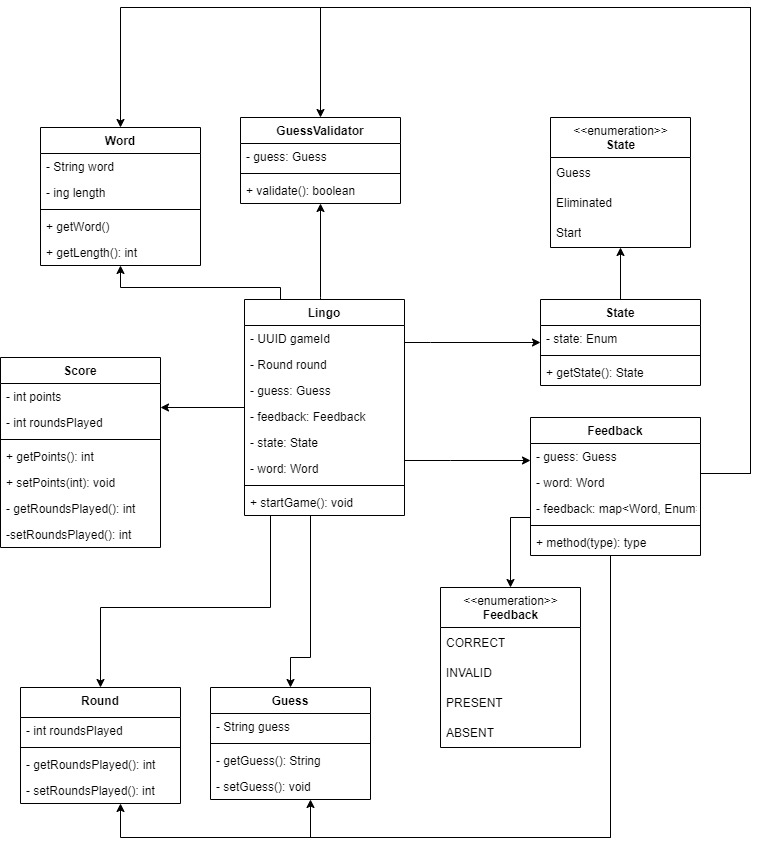 Word
- String word
- ing length
+ getWord()
+ getLength(): int
GuessValidator
- guess: Guess
+ validate(): boolean
<<enumeration>>
State
Guess
Eliminated
Start
Lingo
- UUID gameId
- Round round
- guess: Guess
- feedback: Feedback
- state: State
- word: Word
+ startGame(): void
State
- state: Enum
+ getState(): State
Score
- int points
- int roundsPlayed
+ getPoints(): int
+ setPoints(int): void
- getRoundsPlayed(): int
-setRoundsPlayed(): int
Feedback
- guess: Guess
- word: Word
- feedback: map<Word, Enum
+ method(type): type
<<enumeration>>
Feedback
CORRECT
INVALID
PRESENT
ABSENT
Round
- int roundsPlayed
- getRoundsPlayed(): int
- setRoundsPlayed(): int
Guess
- String guess
- getGuess(): String
- setGuess(): void